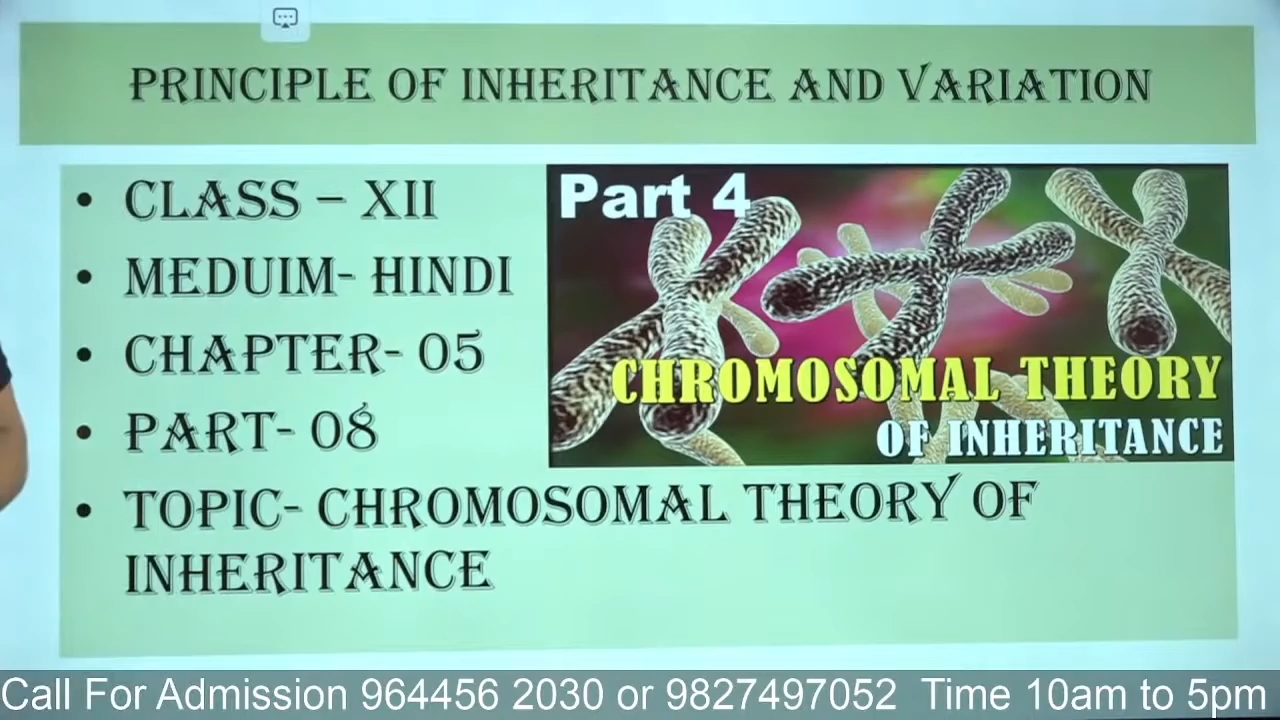 PRINCIPLE OF INHERITANCE AND VARIATION
• CLASS – XII
• MEDUIM- HINDI
• CHAPTER- 05
• PART- 08
• TOPIC- CHROMOSOMAL THEORY OF
INHERITANCE
Part 4
CHROMOSOMAL THEORY
OF INHERITANCE
Call For Admission 964456 2030 or 9827497052 Time 10am to 5pm